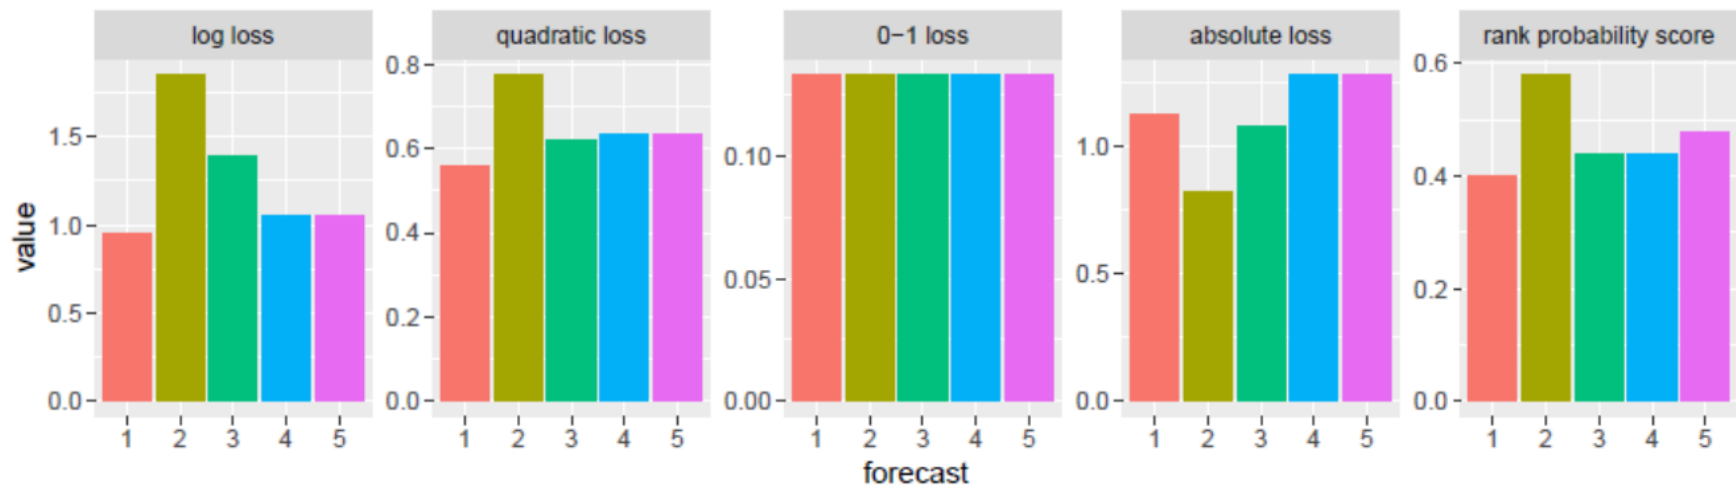 log loss
quadratic loss
0−1 loss
absolute loss
rank probability score
value
0.0
0.5
1.0
1.5
0.0
0.2
0.4
0.6
0.8
0.00
0.05
0.10
0.0
0.5
1.0
0.0
0.2
0.4
0.6
1 2 3 4 5
1 2 3 4 5
1 2 3 4 5
1 2 3 4 5
1 2 3 4 5
forecast